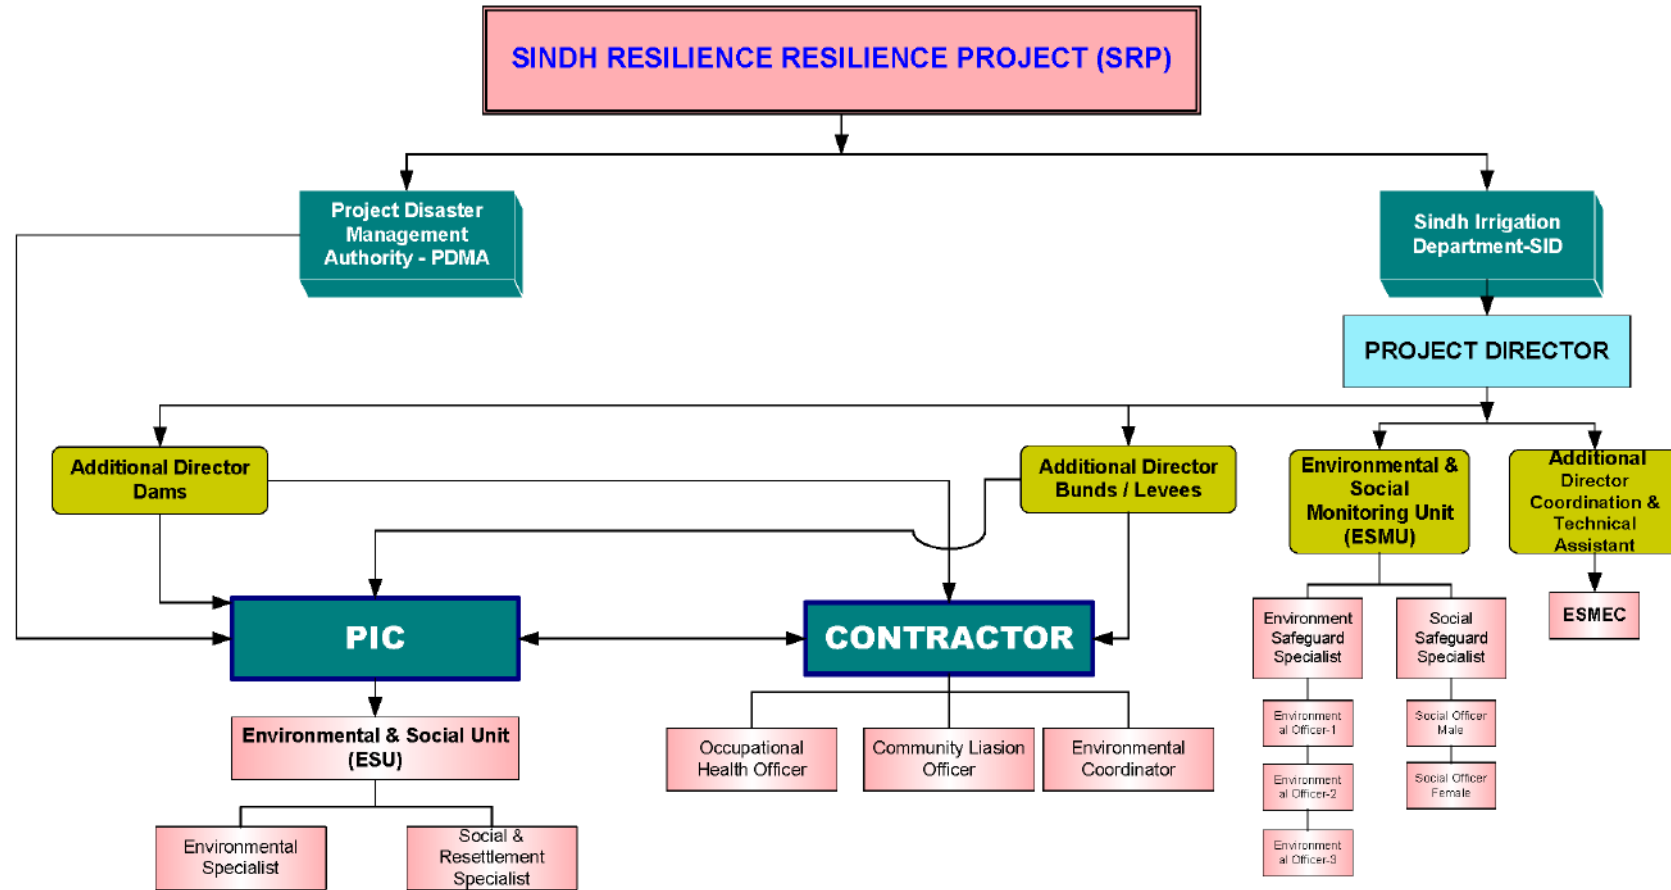 SINDH RESILIENCE RESILIENCE PROJECT (SRP)
Project Disaster
Management
Authority - PDMA
Sindh Irrigation
Department-SID
PROJECT DIRECTOR
Additional Director
Dams
Additional Director
Bunds / Levees
Environmental &
Social
Monitoring Unit
(ESMU)
Additional
Director
Coordination &
Technical
Assistant
PIC
CONTRACTOR
Environment
Safeguard
Specialist
Social
Safeguard
Specialist
ESMEC
Environmental & Social Unit
(ESU)
Occupational
Health Officer
Community Liasion
Officer
Environmental
Coordinator
Environment
al Officer-1
Social Officer
Male
Environment
al Officer-2
Social Officer
Female
Environment
al Officer-3
Environmental
Specialist
Social &
Resettlement
Specialist